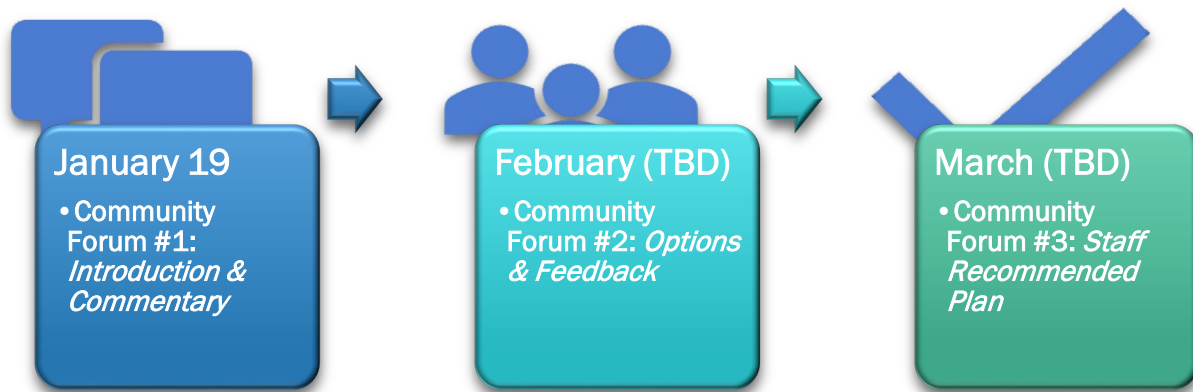 January 19
• Community
Forum #1:
Introduction &
Commentary
February (TBD)
• Community
Forum #2: Options
& Feedback
March (TBD)
• Community
Forum #3: Staff
Recommended
Plan